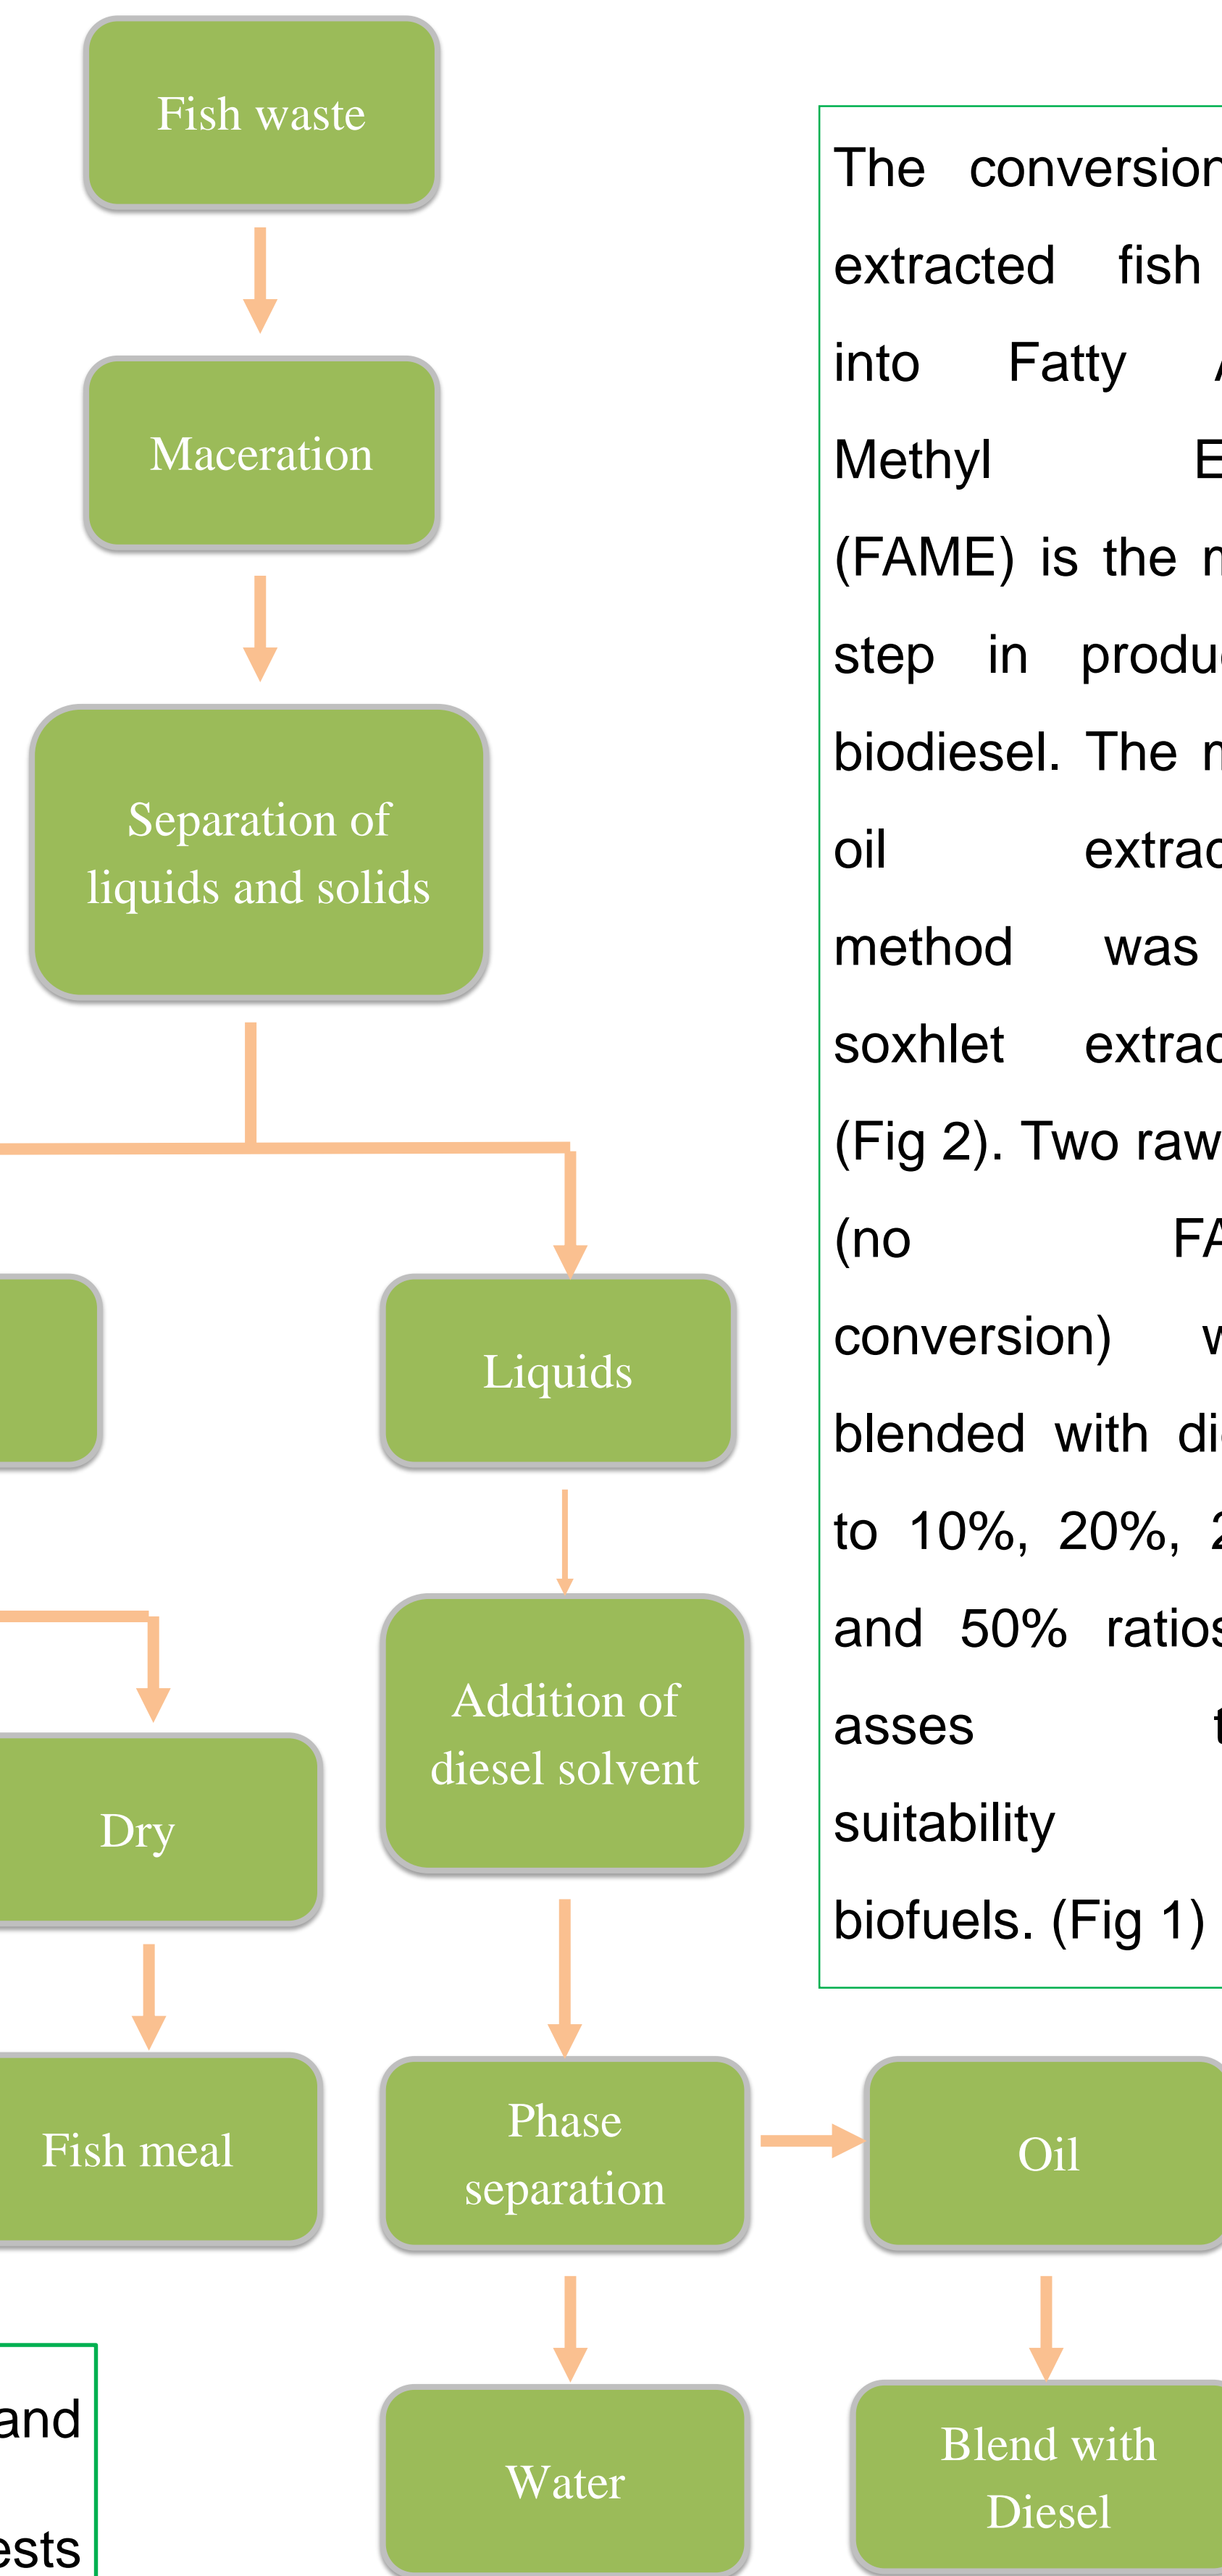 Fish waste
Maceration
Separation of
liquids and solids
Liquids
Addition of
diesel solvent
Dry
Fish meal
Phase
separation
Oil
Water
Blend with
Diesel
The conversion
extracted fish
into Fatty
Methyl
(FAME) is the
step in
biodiesel. The
oil
method was
soxhlet
(Fig 2). Two raw
(no
conversion)
blended with
to 10%, 20%,
and 50% ratios
asses
suitability
biofuels. (Fig 1)
and